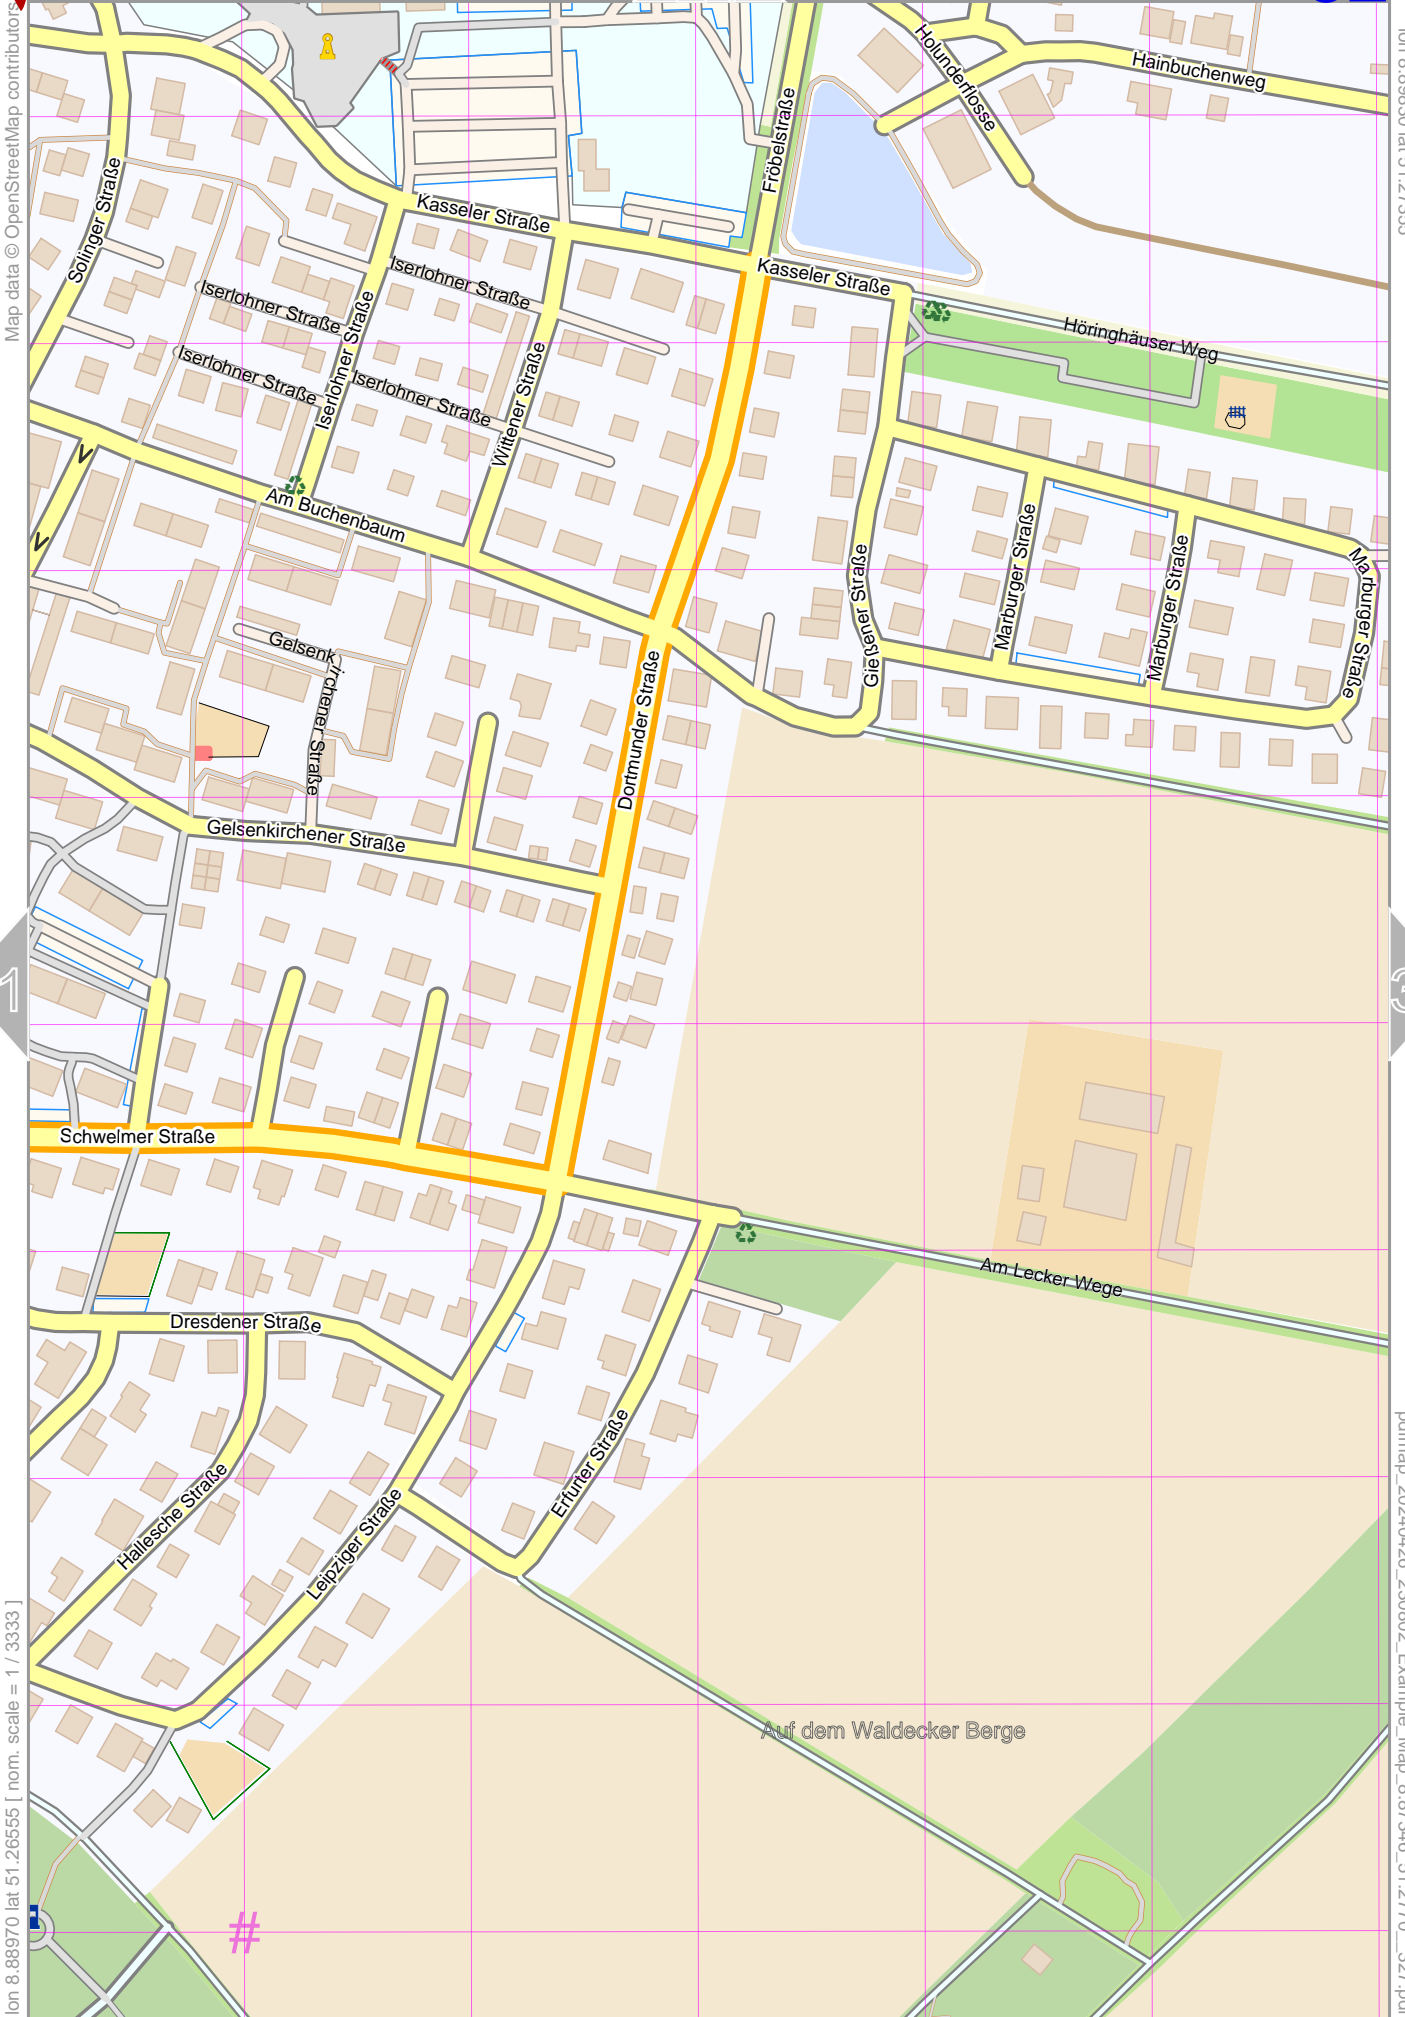 Map data © OpenStreetMap contributors
Holunderflosse
Hainbuchenweg
Fröbelstraße
Solinger Straße
Kasseler Straße
Kasseler Straße
Iserlohner Straße
Iserlohner Straße
Iserlohner Straße
Höringhäuser Weg
Iserlohner Straße
Iserlohner Straße
Wittener Straße
Am Buchenbaum
Marburger Straße
Marburger Straße
Marburger Straße
Gießener Straße
Gelsenkirchener Straße
Dortmunder Straße
Gelsenkirchener Straße
1
3
Schwelmer Straße
Am Lecker Wege
Dresdener Straße
Erfurter Straße
Hallesche Straße
Leipziger Straße
Auf dem Waldecker Berge
#
lon 8.88970 lat 51.26555 [ nom. scale = 1 / 3333 ]